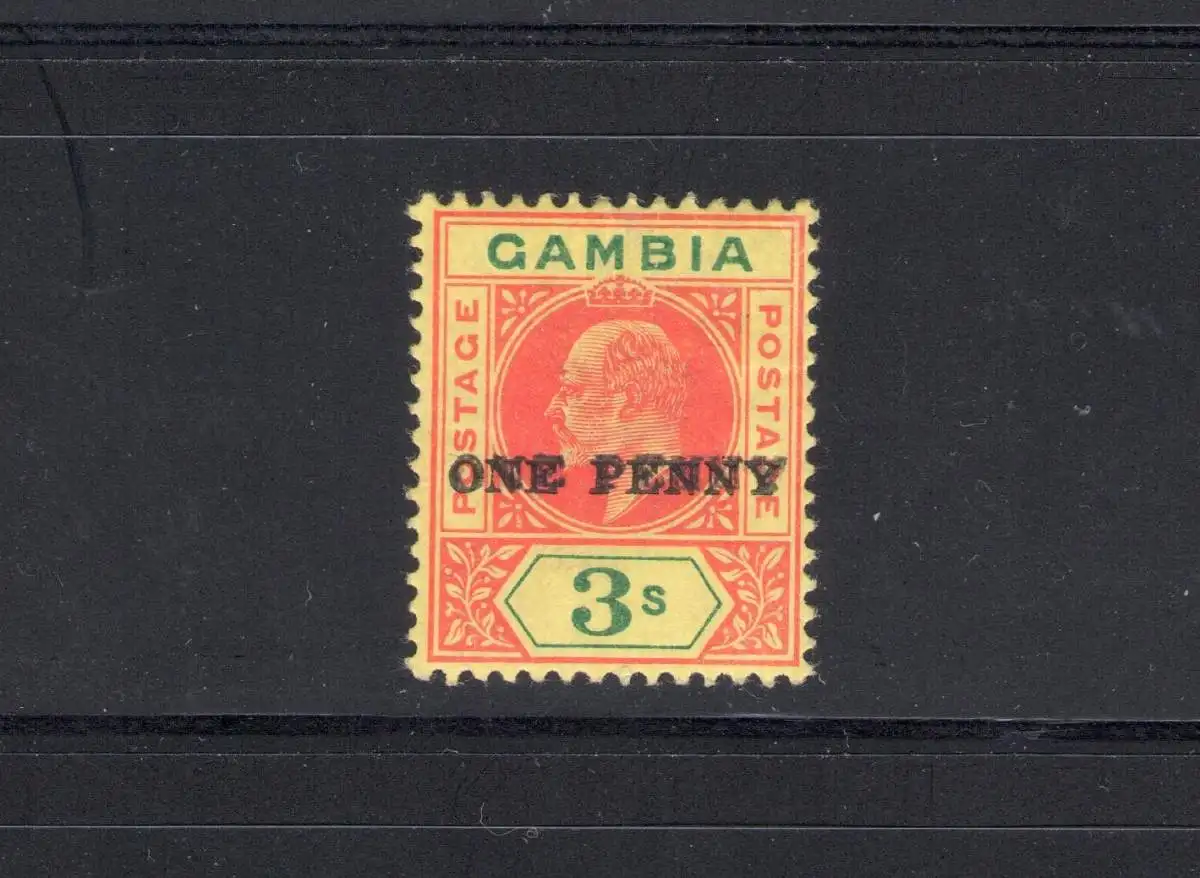 GAMBIA
POSTAGE
POSTAGE
ONE PENNY
3s